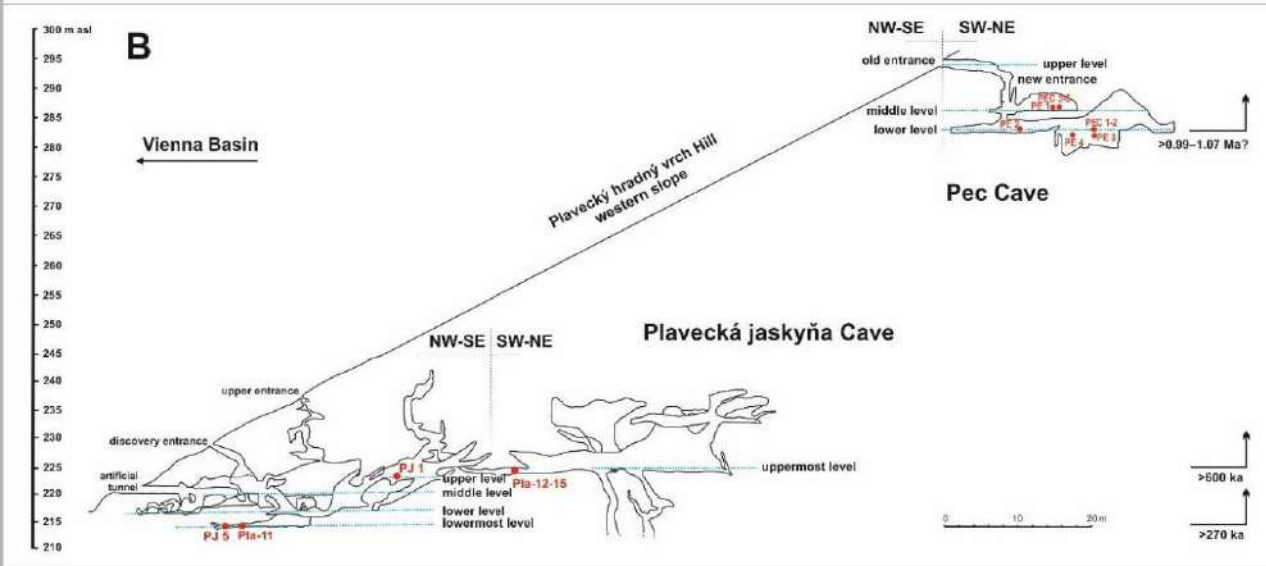 300 m asl
B
295
290
285
280
275
270
265
260
255
250
245
240
235
230
225
220
215
210
Vienna Basin
NW-SE
SW-NE
old entrance
upper level
new entrance
middle level
lower level
PE 1
PE 2
PEC 1-2
PE 3
PE 4
>0.99–1.07 Ma?
Pec Cave
Plavecký hradný vrch Hill
western slope
Plavecká jaskyňa Cave
NW-SE
SW-NE
upper entrance
discovery entrance
artificial
tunnel
PJ 1
upper level
middle level
lower level
lowermost level
PJ 5
Pla-11
Pla-12-15
uppermost level
0
10
20 m
>600 ka
>270 ka